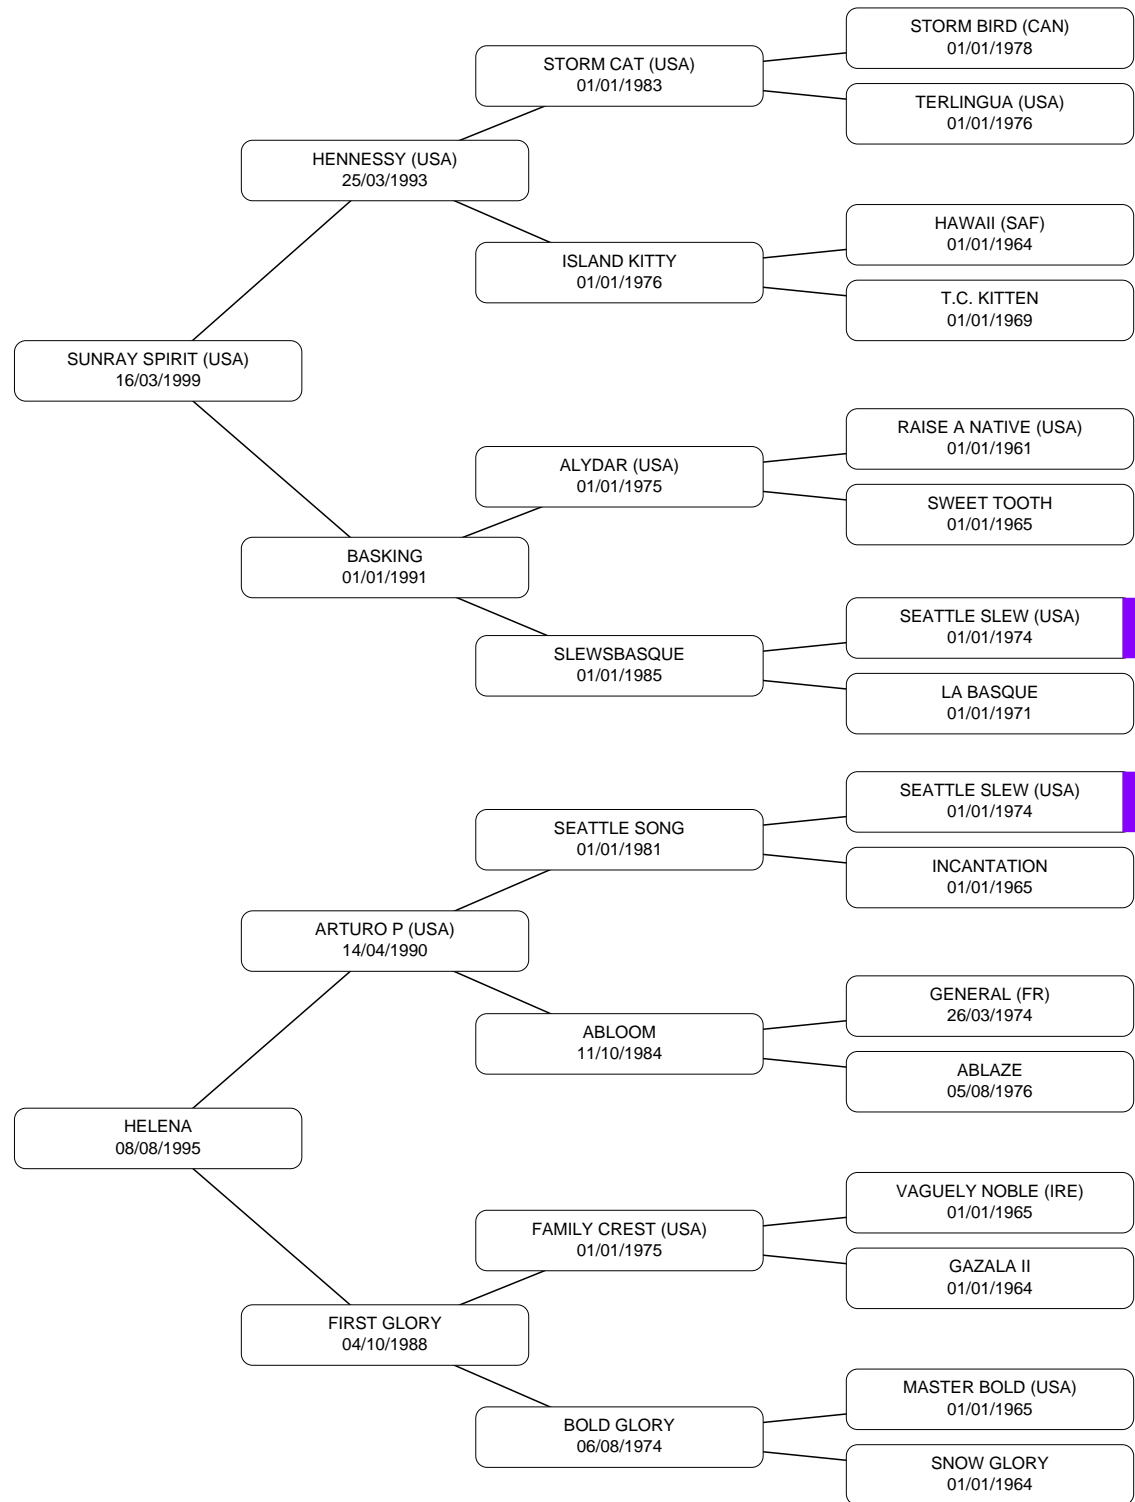 STORM BIRD (CAN)
01/01/1978
STORM CAT (USA)
01/01/1983
TERLINGUA (USA)
01/01/1976
HENNESSY (USA)
25/03/1993
HAWAII (SAF)
01/01/1964
ISLAND KITTY
01/01/1976
T.C. KITTEN
01/01/1969
SUNRAY SPIRIT (USA)
16/03/1999
RAISE A NATIVE (USA)
01/01/1961
ALYDAR (USA)
01/01/1975
SWEET TOOTH
01/01/1965
BASKING
01/01/1991
SEATTLE SLEW (USA)
01/01/1974
SLEWSBASQUE
01/01/1985
LA BASQUE
01/01/1971
SEATTLE SLEW (USA)
01/01/1974
SEATTLE SONG
01/01/1981
INCANTATION
01/01/1965
ARTURO P (USA)
14/04/1990
GENERAL (FR)
26/03/1974
ABLOOM
11/10/1984
ABLAZE
05/08/1976
HELENA
08/08/1995
VAGUELY NOBLE (IRE)
01/01/1965
FAMILY CREST (USA)
01/01/1975
GAZALA II
01/01/1964
FIRST GLORY
04/10/1988
MASTER BOLD (USA)
01/01/1965
BOLD GLORY
06/08/1974
SNOW GLORY
01/01/1964